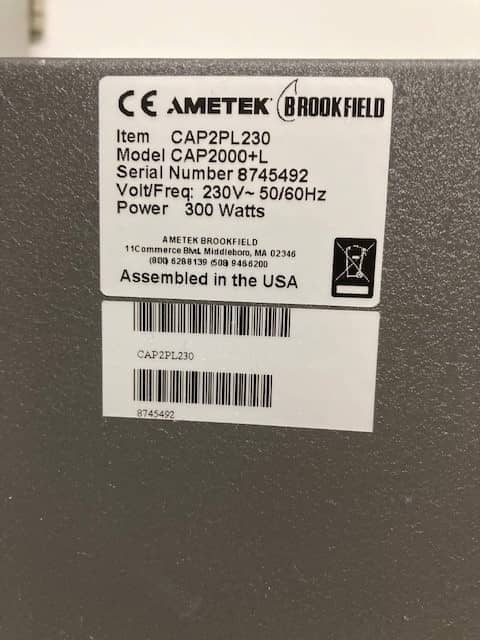 CE AMETEK BROOKFIELD
Item CAP2PL230
Model CAP2000+L
Serial Number 8745492
Volt/Freq: 230V~ 50/60Hz
Power 300 Watts
AMETEK BROOKFIELD
11Commerce Blvd, Middleboro, MA 02346
(800) 6288139 (508) 9466200
Assembled in the USA
CAP2PL230
8745492